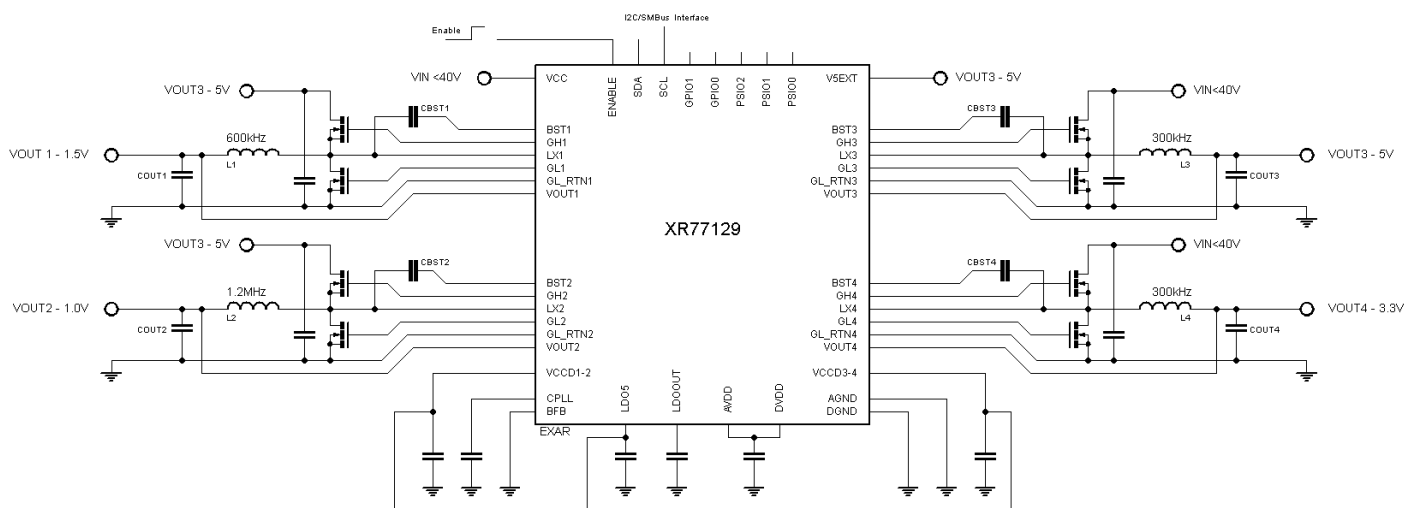 I2C/SMBus Interface
Enable
VIN <40V
VCC
ENABLE
SDA
SCL
GPIO1
GPIO0
PSIO2
PSIO1
PSIO0
V5EXT
VOUT3 - 5V
VOUT3 - 5V
CBST1
600kHz
VOUT 1 - 1.5V
L1
COUT1
BST1
GH1
LX1
GL1
GL_RTN1
VOUT1
BST3
GH3
LX3
GL3
GL_RTN3
VOUT3
CBST3
VIN<40V
300kHz
L3
VOUT3 - 5V
COUT3
XR77129
VOUT3 - 5V
CBST2
1.2MHz
VOUT2 - 1.0V
L2
COUT2
BST2
GH2
LX2
GL2
GL_RTN2
VOUT2
BST4
GH4
LX4
GL4
GL_RTN4
VOUT4
CBST4
VIN<40V
300kHz
L4
VOUT4 - 3.3V
COUT4
VCCD1-2
CPLL
BFB
LDO5
LDOOUT
AVDD
DVDD
VCCD3-4
AGND
DGND
EXAR